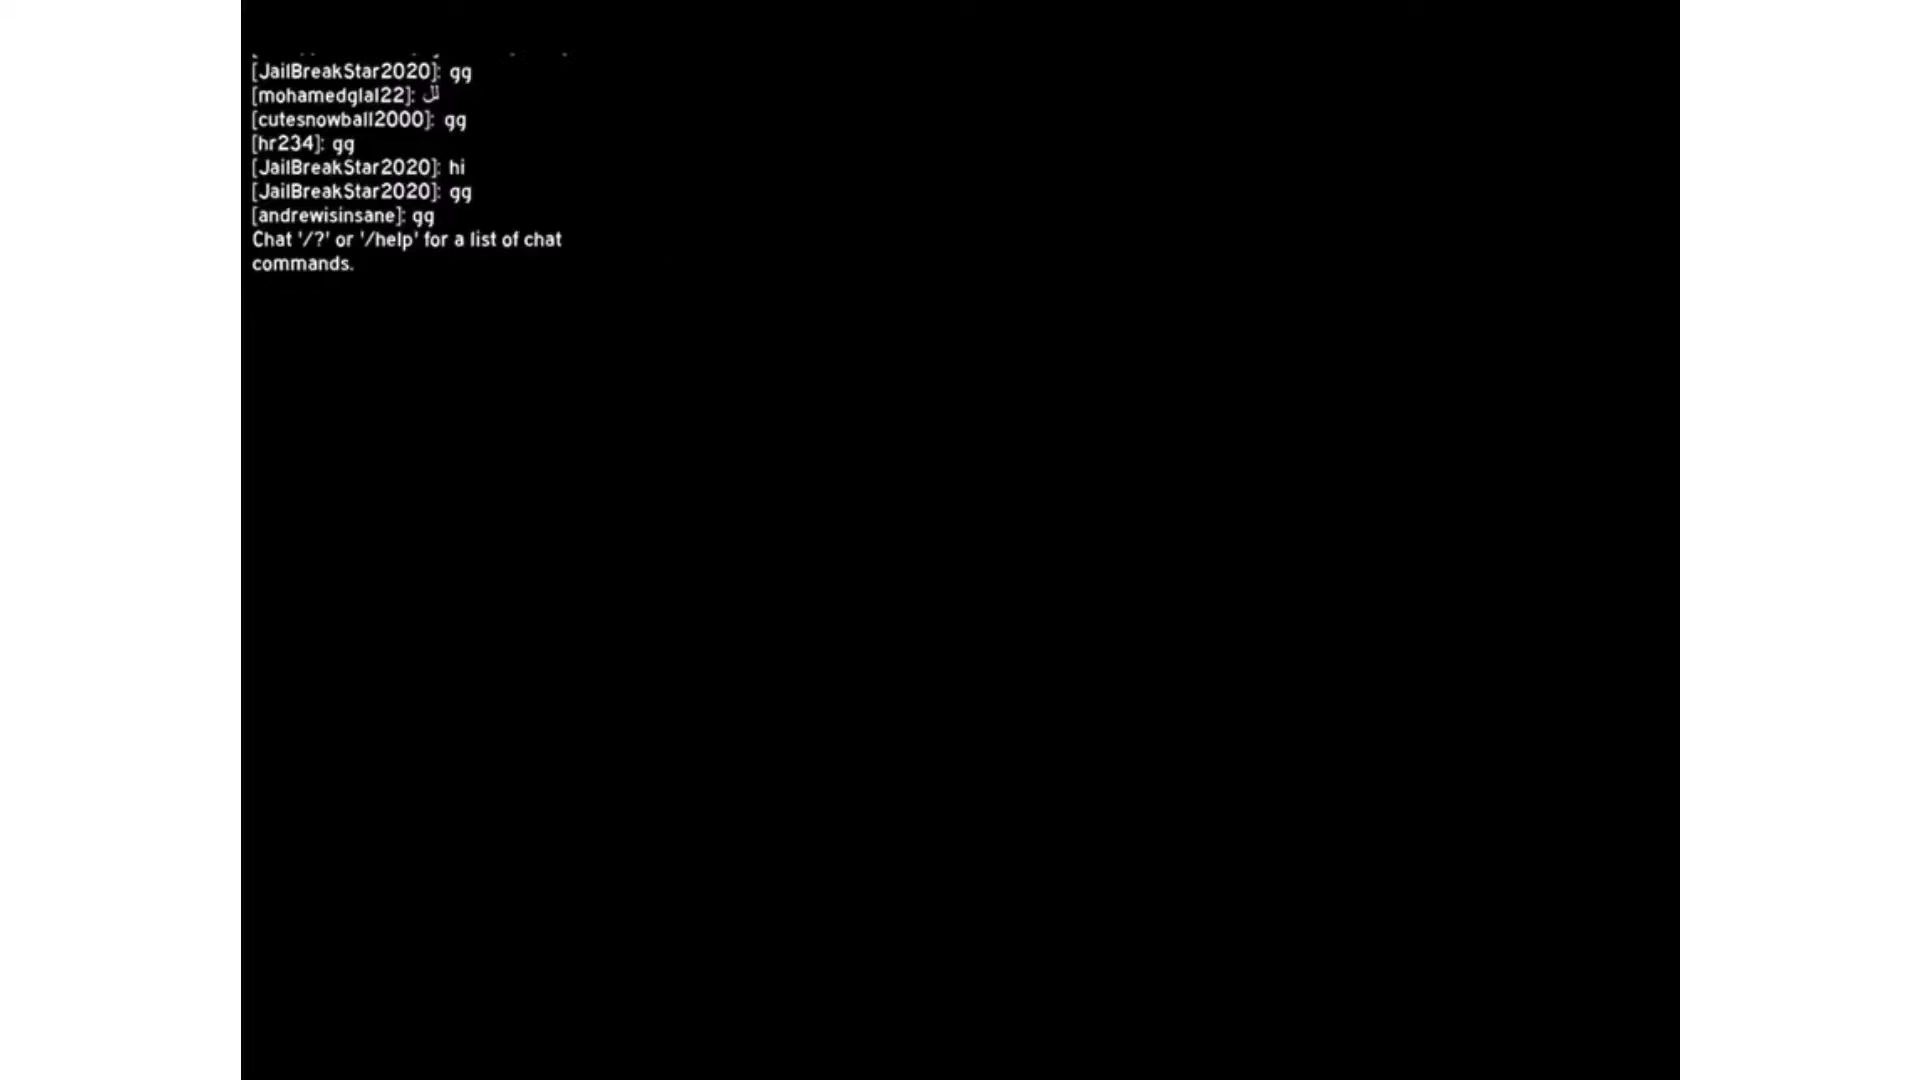 [JailBreakStar2020]: gg
[mohamedglal22]: لل
[cutesnowball2000]: gg
[hr234]: gg
[JailBreakStar2020]: hi
[JailBreakStar2020]: gg
[andrewisinsane]: gg
Chat '/?' or '/help' for a list of chat
commands.